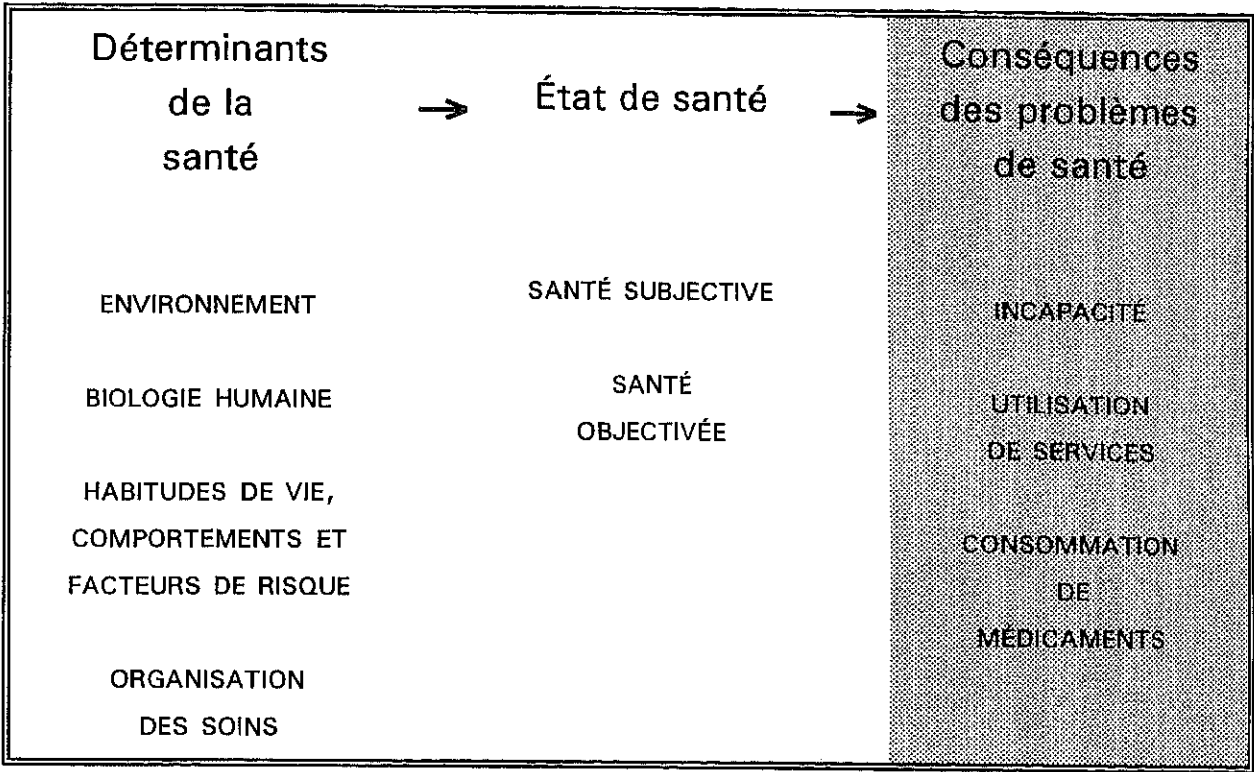 Déterminants
de la
santé
→
État de santé
→
Conséquences
des problèmes
de santé
ENVIRONNEMENT
BIOLOGIE HUMAINE
HABITUDES DE VIE,
COMPORTEMENTS ET
FACTEURS DE RISQUE
ORGANISATION
DES SOINS
SANTÉ SUBJECTIVE
SANTÉ
OBJECTIVÉE
INCAPACITÉ
UTILISATION
DE SERVICES
CONSOMMATION
DE
MÉDICAMENTS